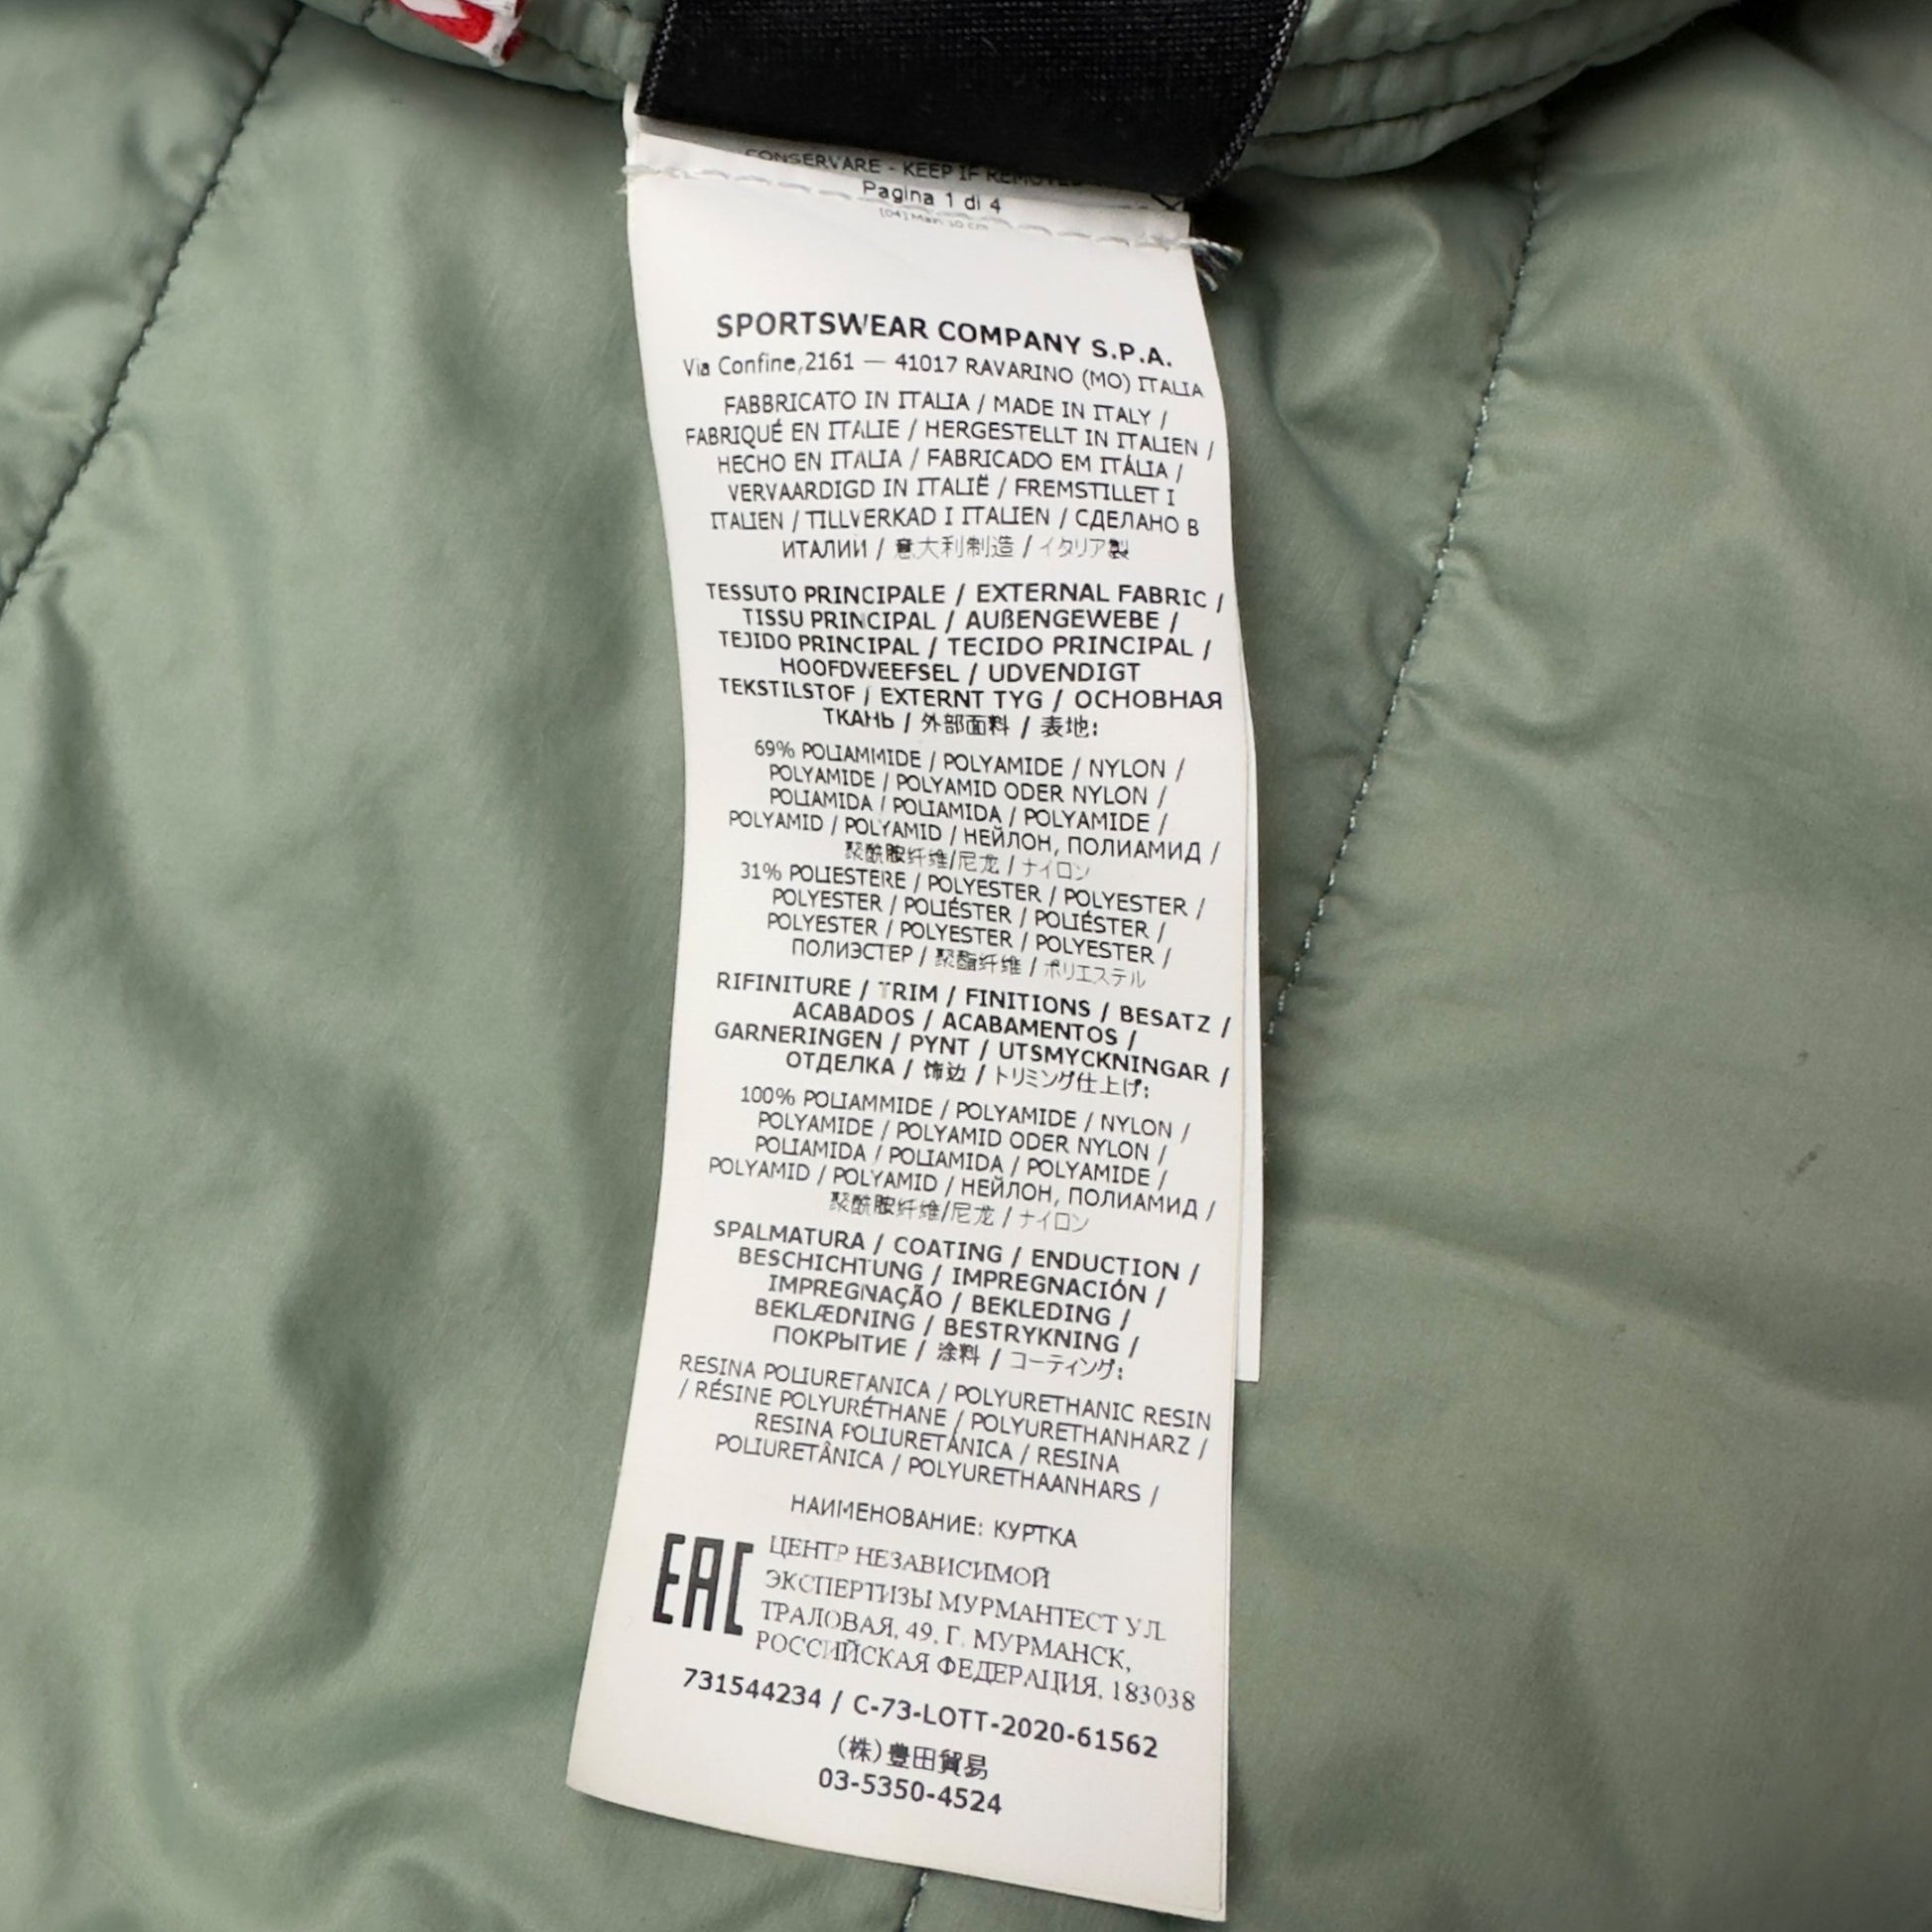 CONSERVARE - KEEP IF REMOVED
Pagina 1 di 4
[04] Main 10 cm
SPORTSWEAR COMPANY S.P.A.
Via Confine,2161 — 41017 RAVARINO (MO) ITALIA
FABBRICATO IN ITALIA / MADE IN ITALY /
FABRIQUÉ EN ITALIE / HERGESTELLT IN ITALIEN /
HECHO EN ITALIA / FABRICADO EM ITÁLIA /
VERVAARDIGD IN ITALIË / FREMSTILLET I
ITALIEN / TILLVERKAD I ITALIEN / СДЕЛАНО В
ИТАЛИИ / 意大利制造 / イタリア製
TESSUTO PRINCIPALE / EXTERNAL FABRIC /
TISSU PRINCIPAL / AUßENGEWEBE /
TEJIDO PRINCIPAL / TECIDO PRINCIPAL /
HOOFDWEEFSEL / UDVENDIGT
TEKSTILSTOF / EXTERNT TYG / ОСНОВНАЯ
ТКАНЬ / 外部面料 / 表地:
69% POLIAMMIDE / POLYAMIDE / NYLON /
POLYAMIDE / POLYAMID ODER NYLON /
POLIAMIDA / POLIAMIDA / POLYAMIDE /
POLYAMID / POLYAMID / НЕЙЛОН, ПОЛИАМИД /
聚酰胺纤维/尼龙 / ナイロン
31% POLIESTERE / POLYESTER / POLYESTER /
POLYESTER / POLIÉSTER / POLIÉSTER /
POLYESTER / POLYESTER / POLYESTER /
ПОЛИЭСТЕР / 聚酯纤维 / ポリエステル
RIFINITURE / TRIM / FINITIONS / BESATZ /
ACABADOS / ACABAMENTOS /
GARNERINGEN / PYNT / UTSMYCKNINGAR /
ОТДЕЛКА / 饰边 / トリミング仕上げ:
100% POLIAMMIDE / POLYAMIDE / NYLON /
POLYAMIDE / POLYAMID ODER NYLON /
POLIAMIDA / POLIAMIDA / POLYAMIDE /
POLYAMID / POLYAMID / НЕЙЛОН, ПОЛИАМИД /
聚酰胺纤维/尼龙 / ナイロン
SPALMATURA / COATING / ENDUCTION /
BESCHICHTUNG / IMPREGNACIÓN /
IMPREGNAÇÃO / BEKLEDING /
BEKLÆDNING / BESTRYKNING /
ПОКРЫТИЕ / 涂料 / コーティング:
RESINA POLIURETANICA / POLYURETHANIC RESIN
/ RÉSINE POLYURÉTHANE / POLYURETHANHARZ /
RESINA POLIURETÁNICA / RESINA
POLIURETÂNICA / POLYURETHAANHARS /
НАИМЕНОВАНИЕ: КУРТКА
EAC
ЦЕНТР НЕЗАВИСИМОЙ
ЭКСПЕРТИЗЫ МУРМАНТЕСТ УЛ.
ТРАЛОВАЯ, 49, Г. МУРМАНСК,
РОССИЙСКАЯ ФЕДЕРАЦИЯ, 183038
731544234 / C-73-LOTT-2020-61562
(株)豊田貿易
03-5350-4524